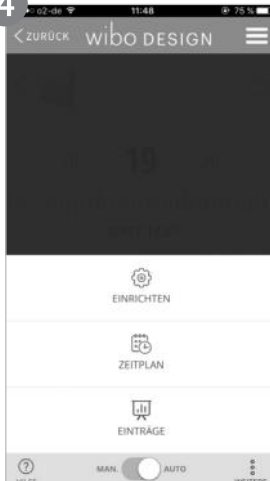 4
o2-de 11:48 75 %
ZURÜCK wibo DESIGN
19
EINRICHTEN
ZEITPLAN
EINTRÄGE
MAN. AUTO